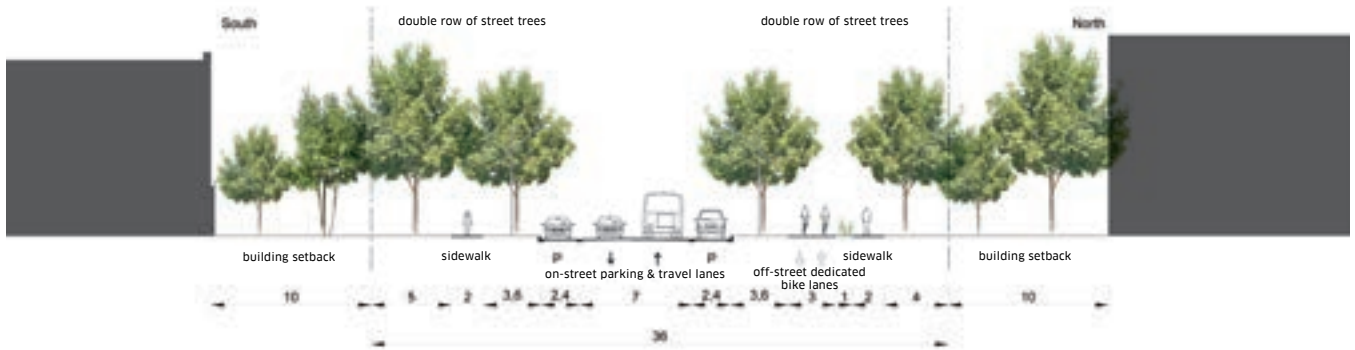 South
double row of street trees
double row of street trees
North
building setback
sidewalk
P
P
on-street parking & travel lanes
off-street dedicated
bike lanes
sidewalk
building setback
10
5
2
3,6
2,4
7
2,4
3,6
3
1
2
4
10
36